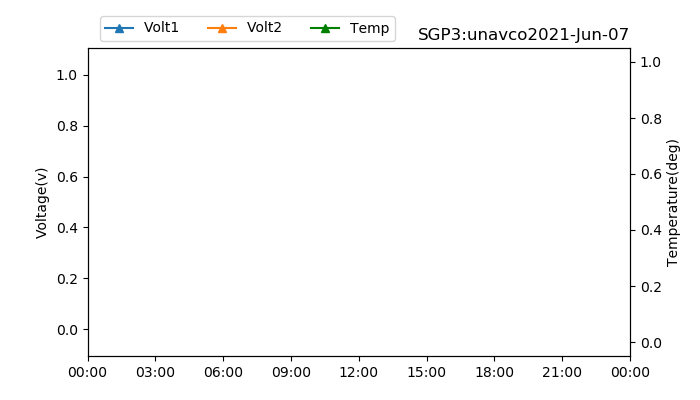 Volt1 Volt2 Temp
SGP3:unavco2021-Jun-07
Voltage(v)
1.0
0.8
0.6
0.4
0.2
0.0
1.0
0.8
0.6
0.4
0.2
0.0
Temperature(deg)
00:00 03:00 06:00 09:00 12:00 15:00 18:00 21:00 00:00